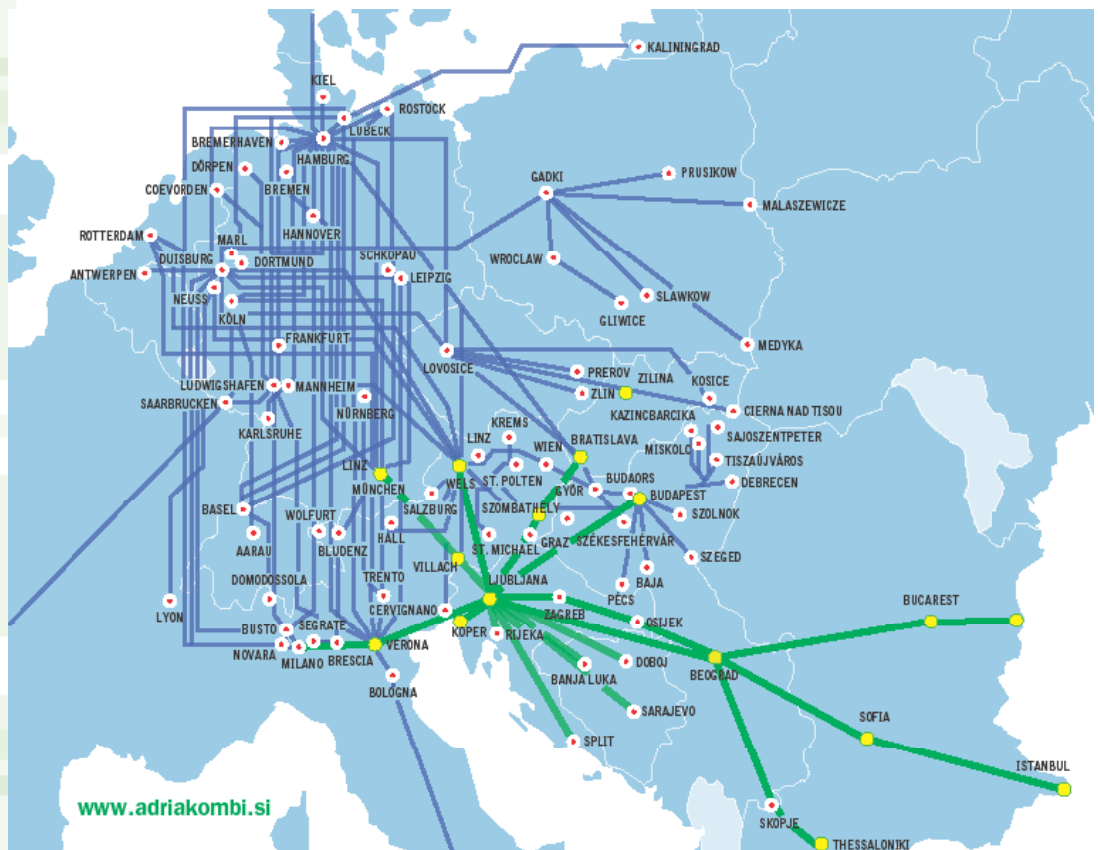 KALININGRAD
KIEL
ROSTOCK
LÜBECK
BREMERHAVEN
HAMBURG
DÖRPEN
GADKI
PRUSIKOW
COEVORDEN
BREMEN
MALASZEWICZE
HANNOVER
ROTTERDAM
MARL
DUISBURG
DORTMUND
SCHKOPAU
WROCLAW
ANTWERPEN
LEIPZIG
NEUSS
SLAWKOW
KÖLN
GLIWICE
FRANKFURT
MEDYKA
LOVOSICE
PREROV
ZILINA
LUDWIGSHAFEN
MANNHEIM
ZLIN
KOSICE
SAARBRUCKEN
NÜRNBERG
KAZINCBARCIKA
CIERNA NAD TISOU
KREMS
KARLSRUHE
LINZ
WIEN
BRATISLAVA
MISKOLC
SAJOSZENTPETER
TISZAÚJVÁROS
LINZ
WELS
ST. POLTEN
BUDAORS
DEBRECEN
MÜNCHEN
GYÖR
BUDAPEST
BASEL
WOLFURT
SALZBURG
SZOMBATHELY
SZOLNOK
AARAU
BLUDENZ
HALL
ST. MICHAEL
GRAZ
SZÉKESFEHÉRVÁR
SZEGED
VILLACH
DOMODOSSOLA
TRENTO
LJUBLJANA
BAJA
PÉCS
BUCAREST
LYON
CERVIGNANO
ZAGREB
BUSTO
SEGRATE
KOPER
RIJEKA
OSIJEK
NOVARA
MILANO
BRESCIA
VERONA
DOBOJ
BEOGRAD
BOLOGNA
BANJA LUKA
SARAJEVO
SOFIA
SPLIT
ISTANBUL
www.adriakombi.si
SKOPJE
THESSALONIKI